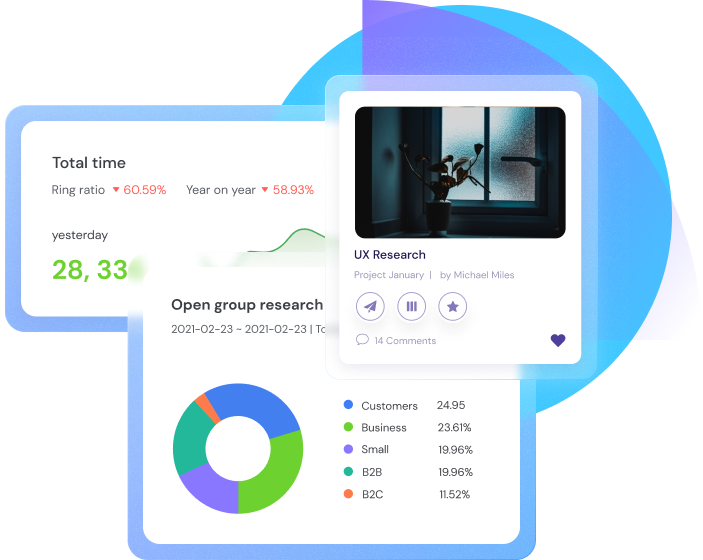 Total time
Ring ratio 60.59% Year on year 58.93%
yesterday
28, 33
UX Research
Project January | by Michael Miles
14 Comments
Open group research
2021-02-23 ~ 2021-02-23 |
Customers 24.95
Business 23.61%
Small 19.96%
B2B 19.96%
B2C 11.52%